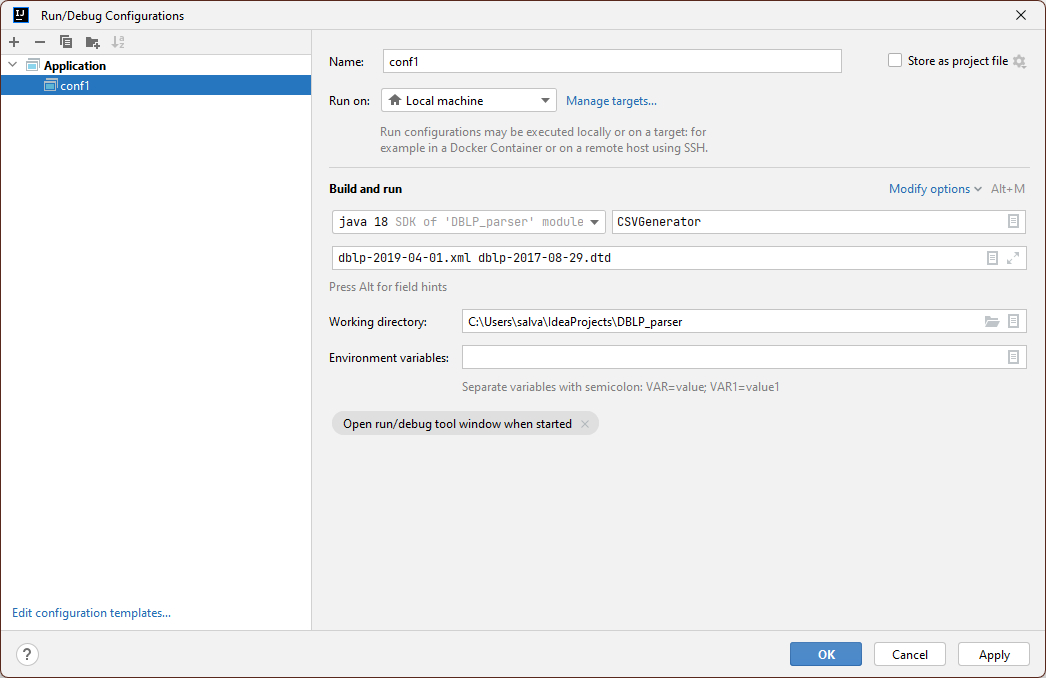 Run/Debug Configurations
Application
conf1
Edit configuration templates...
Name: conf1 Store as project file
Run on: Local machine Manage targets...
Run configurations may be executed locally or on a target: for
example in a Docker Container or on a remote host using SSH.
Build and run Modify options Alt+M
java 18 SDK of 'DBLP_parser' module CSVGenerator
dblp-2019-04-01.xml dblp-2017-08-29.dtd
Press Alt for field hints
Working directory: C:\Users\salva\IdeaProjects\DBLP_parser
Environment variables:
Separate variables with semicolon: VAR=value; VAR1=value1
Open run/debug tool window when started
? OK Cancel Apply